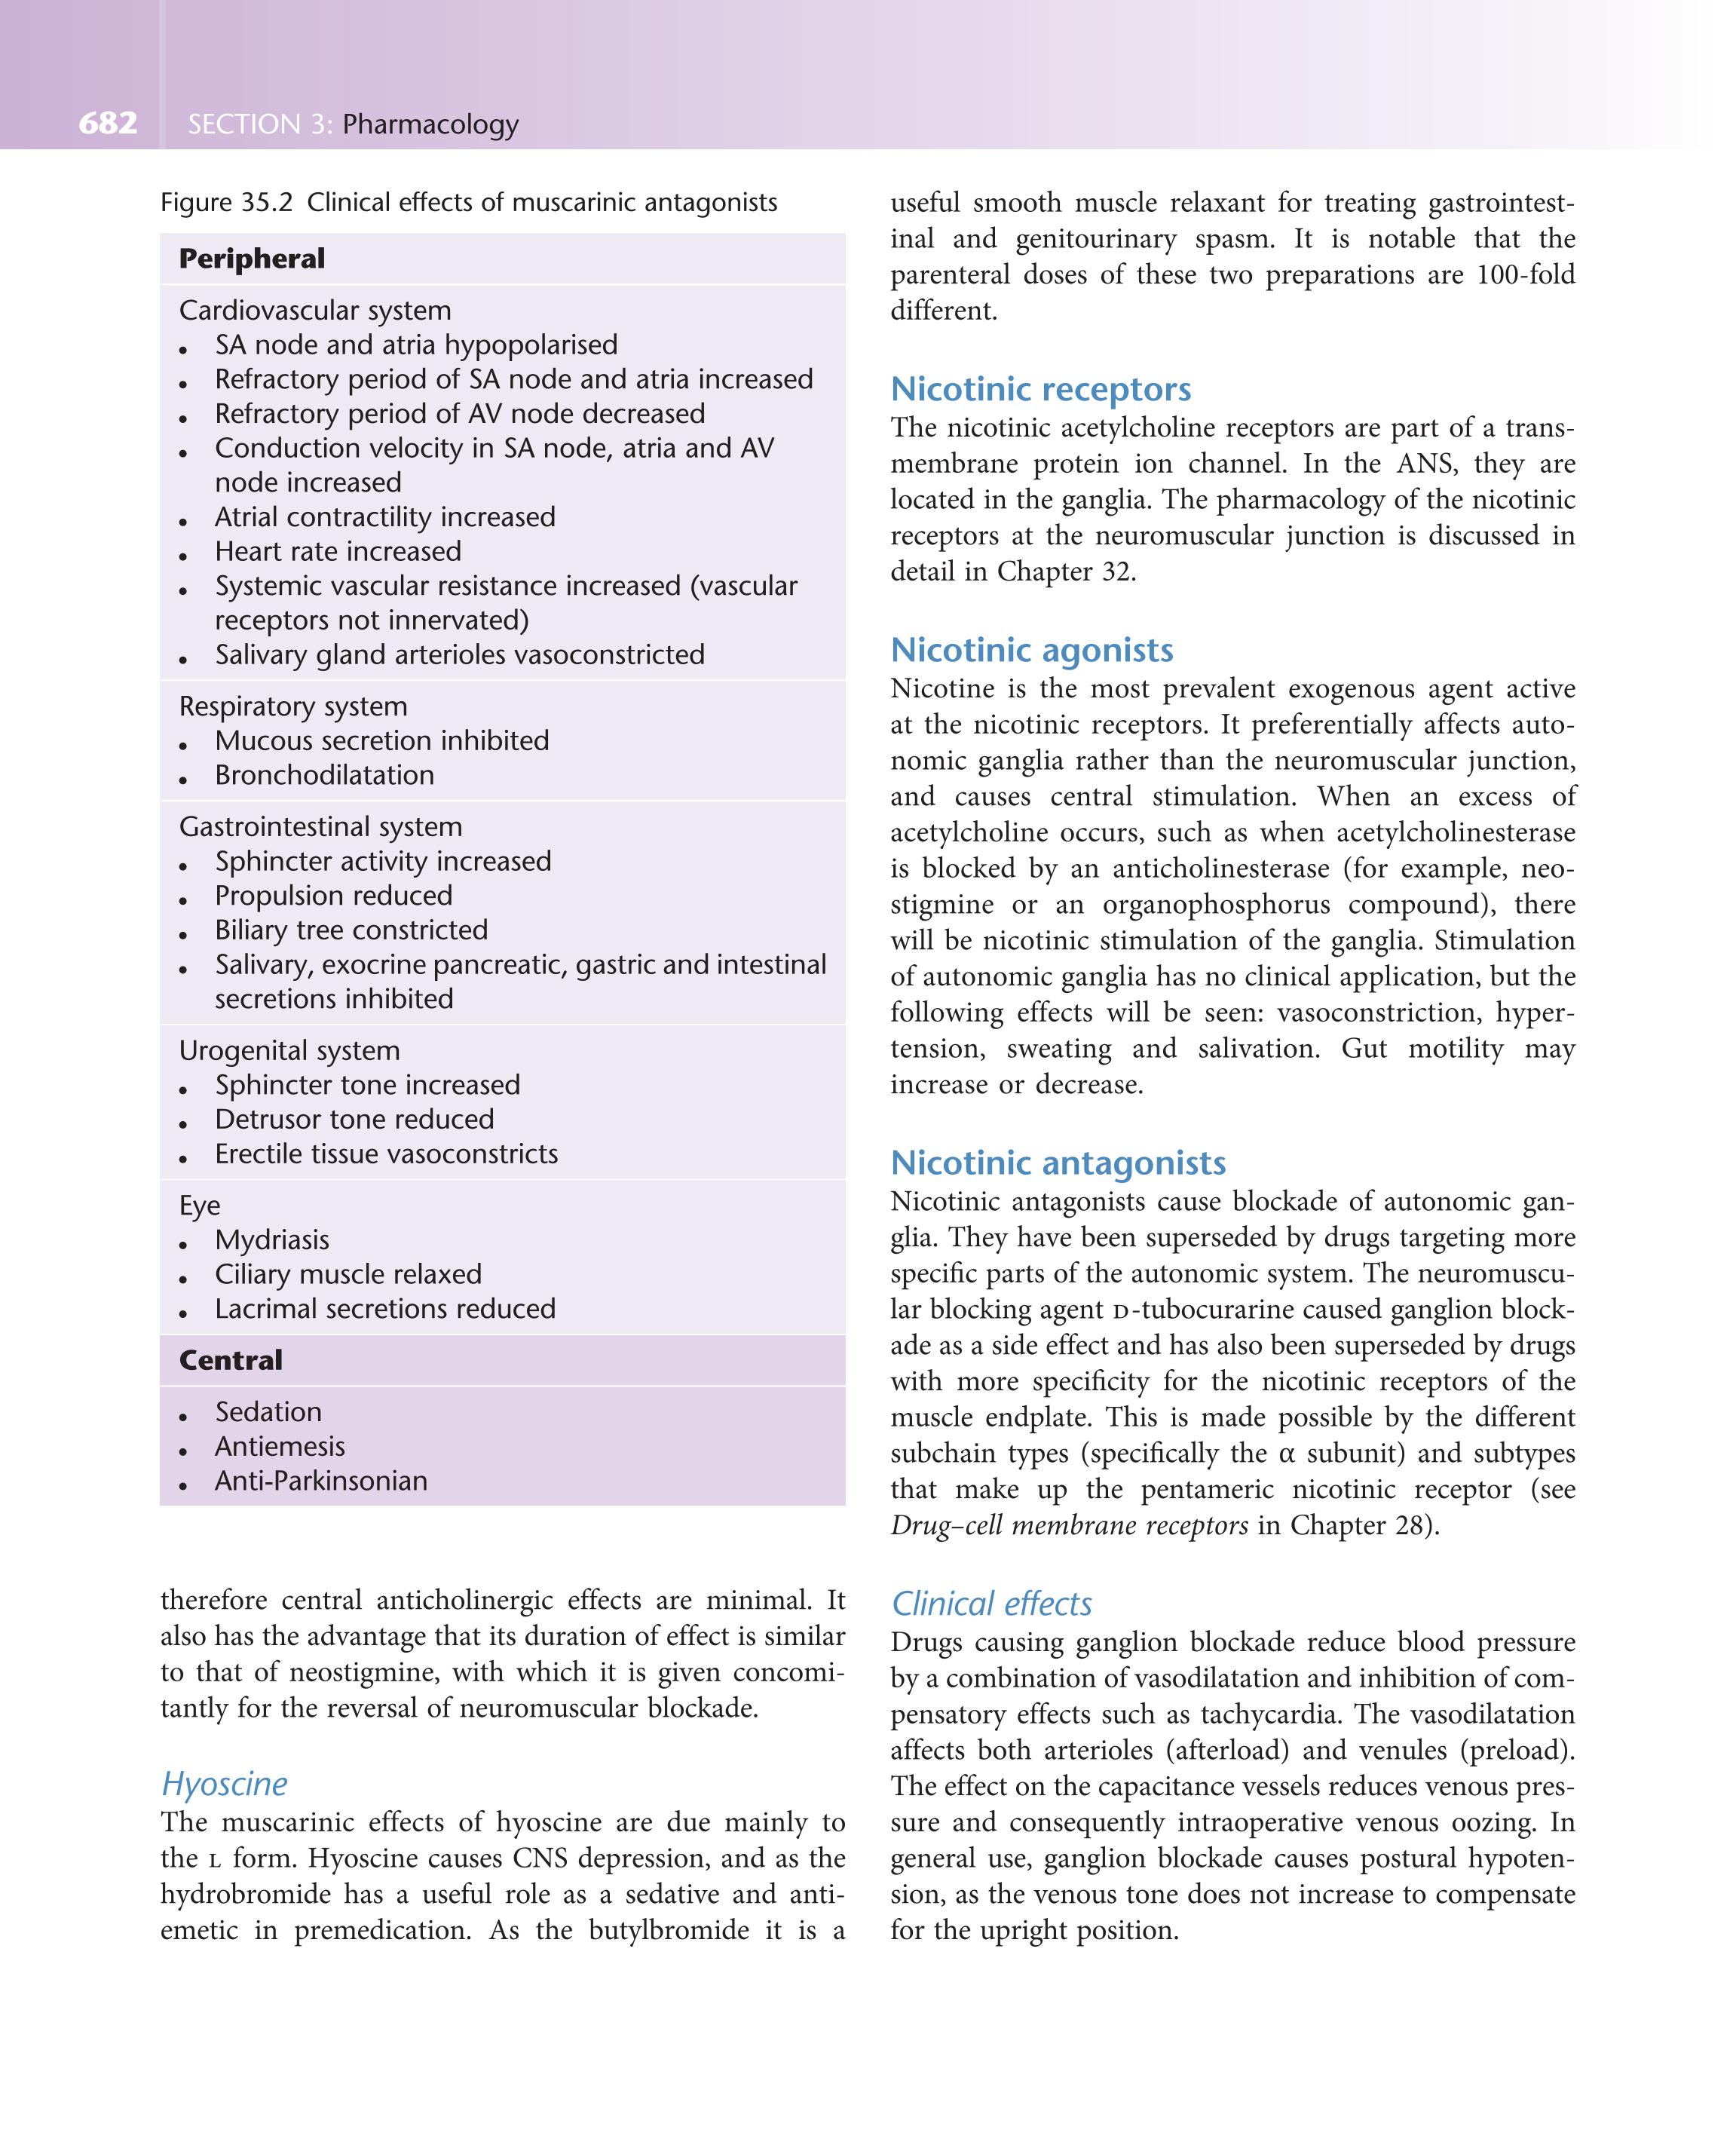 682 SECTION 3: Pharmacology
Figure 35.2 Clinical effects of muscarinic antagonists
Peripheral
Cardiovascular system
• SA node and atria hypopolarised
• Refractory period of SA node and atria increased
• Refractory period of AV node decreased
• Conduction velocity in SA node, atria and AV
node increased
• Atrial contractility increased
• Heart rate increased
• Systemic vascular resistance increased (vascular
receptors not innervated)
• Salivary gland arterioles vasoconstricted
Respiratory system
• Mucous secretion inhibited
• Bronchodilatation
Gastrointestinal system
• Sphincter activity increased
• Propulsion reduced
• Biliary tree constricted
• Salivary, exocrine pancreatic, gastric and intestinal
secretions inhibited
Urogenital system
• Sphincter tone increased
• Detrusor tone reduced
• Erectile tissue vasoconstricts
Eye
• Mydriasis
• Ciliary muscle relaxed
• Lacrimal secretions reduced
Central
• Sedation
• Antiemesis
• Anti-Parkinsonian
therefore central anticholinergic effects are minimal. It
also has the advantage that its duration of effect is similar
to that of neostigmine, with which it is given concomi-
tantly for the reversal of neuromuscular blockade.
Hyoscine
The muscarinic effects of hyoscine are due mainly to
the L form. Hyoscine causes CNS depression, and as the
hydrobromide has a useful role as a sedative and anti-
emetic in premedication. As the butylbromide it is a
useful smooth muscle relaxant for treating gastrointest-
inal and genitourinary spasm. It is notable that the
parenteral doses of these two preparations are 100-fold
different.
Nicotinic receptors
The nicotinic acetylcholine receptors are part of a trans-
membrane protein ion channel. In the ANS, they are
located in the ganglia. The pharmacology of the nicotinic
receptors at the neuromuscular junction is discussed in
detail in Chapter 32.
Nicotinic agonists
Nicotine is the most prevalent exogenous agent active
at the nicotinic receptors. It preferentially affects auto-
nomic ganglia rather than the neuromuscular junction,
and causes central stimulation. When an excess of
acetylcholine occurs, such as when acetylcholinesterase
is blocked by an anticholinesterase (for example, neo-
stigmine or an organophosphorus compound), there
will be nicotinic stimulation of the ganglia. Stimulation
of autonomic ganglia has no clinical application, but the
following effects will be seen: vasoconstriction, hyper-
tension, sweating and salivation. Gut motility may
increase or decrease.
Nicotinic antagonists
Nicotinic antagonists cause blockade of autonomic gan-
glia. They have been superseded by drugs targeting more
specific parts of the autonomic system. The neuromuscu-
lar blocking agent D-tubocurarine caused ganglion block-
ade as a side effect and has also been superseded by drugs
with more specificity for the nicotinic receptors of the
muscle endplate. This is made possible by the different
subchain types (specifically the α subunit) and subtypes
that make up the pentameric nicotinic receptor (see
Drug–cell membrane receptors in Chapter 28).
Clinical effects
Drugs causing ganglion blockade reduce blood pressure
by a combination of vasodilatation and inhibition of com-
pensatory effects such as tachycardia. The vasodilatation
affects both arterioles (afterload) and venules (preload).
The effect on the capacitance vessels reduces venous pres-
sure and consequently intraoperative venous oozing. In
general use, ganglion blockade causes postural hypoten-
sion, as the venous tone does not increase to compensate
for the upright position.